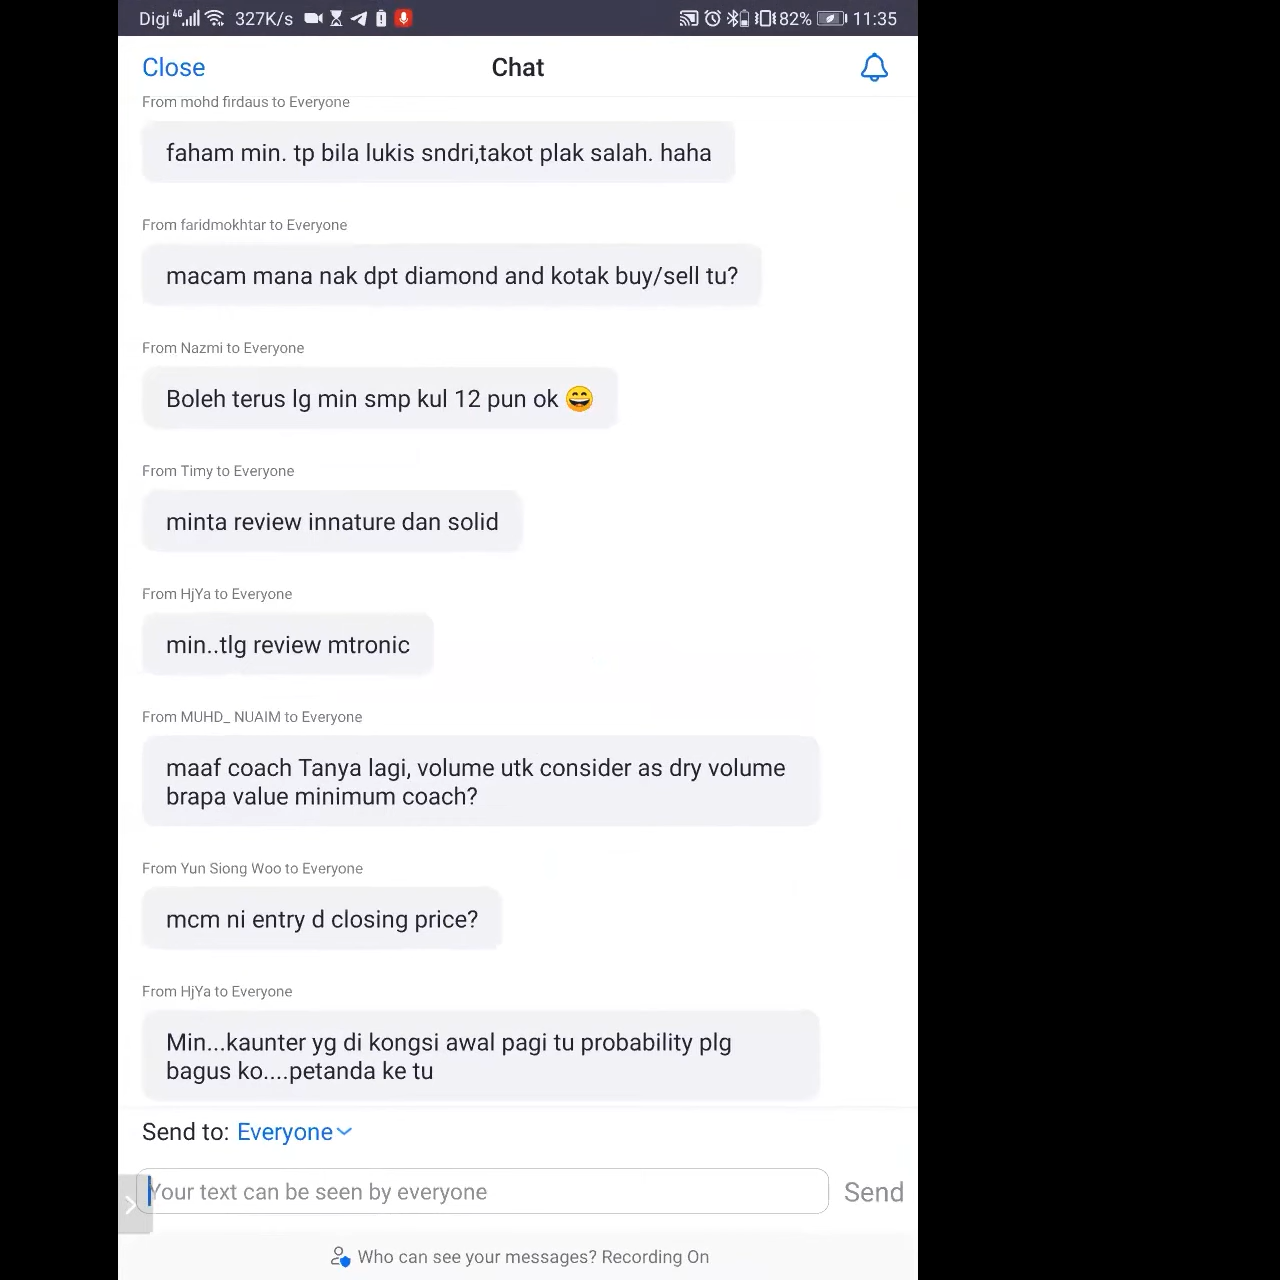 Digi 4G 327K/s 82% 11:35
Close Chat
From mohd firdaus to Everyone
faham min. tp bila lukis sndri,takot plak salah. haha
From faridmokhtar to Everyone
macam mana nak dpt diamond and kotak buy/sell tu?
From Nazmi to Everyone
Boleh terus lg min smp kul 12 pun ok 😄
From Timy to Everyone
minta review innature dan solid
From HjYa to Everyone
min..tlg review mtronic
From MUHD_ NUAIM to Everyone
maaf coach Tanya lagi, volume utk consider as dry volume
brapa value minimum coach?
From Yun Siong Woo to Everyone
mcm ni entry d closing price?
From HjYa to Everyone
Min...kaunter yg di kongsi awal pagi tu probability plg
bagus ko....petanda ke tu
Send to: Everyone
Your text can be seen by everyone Send
Who can see your messages? Recording On